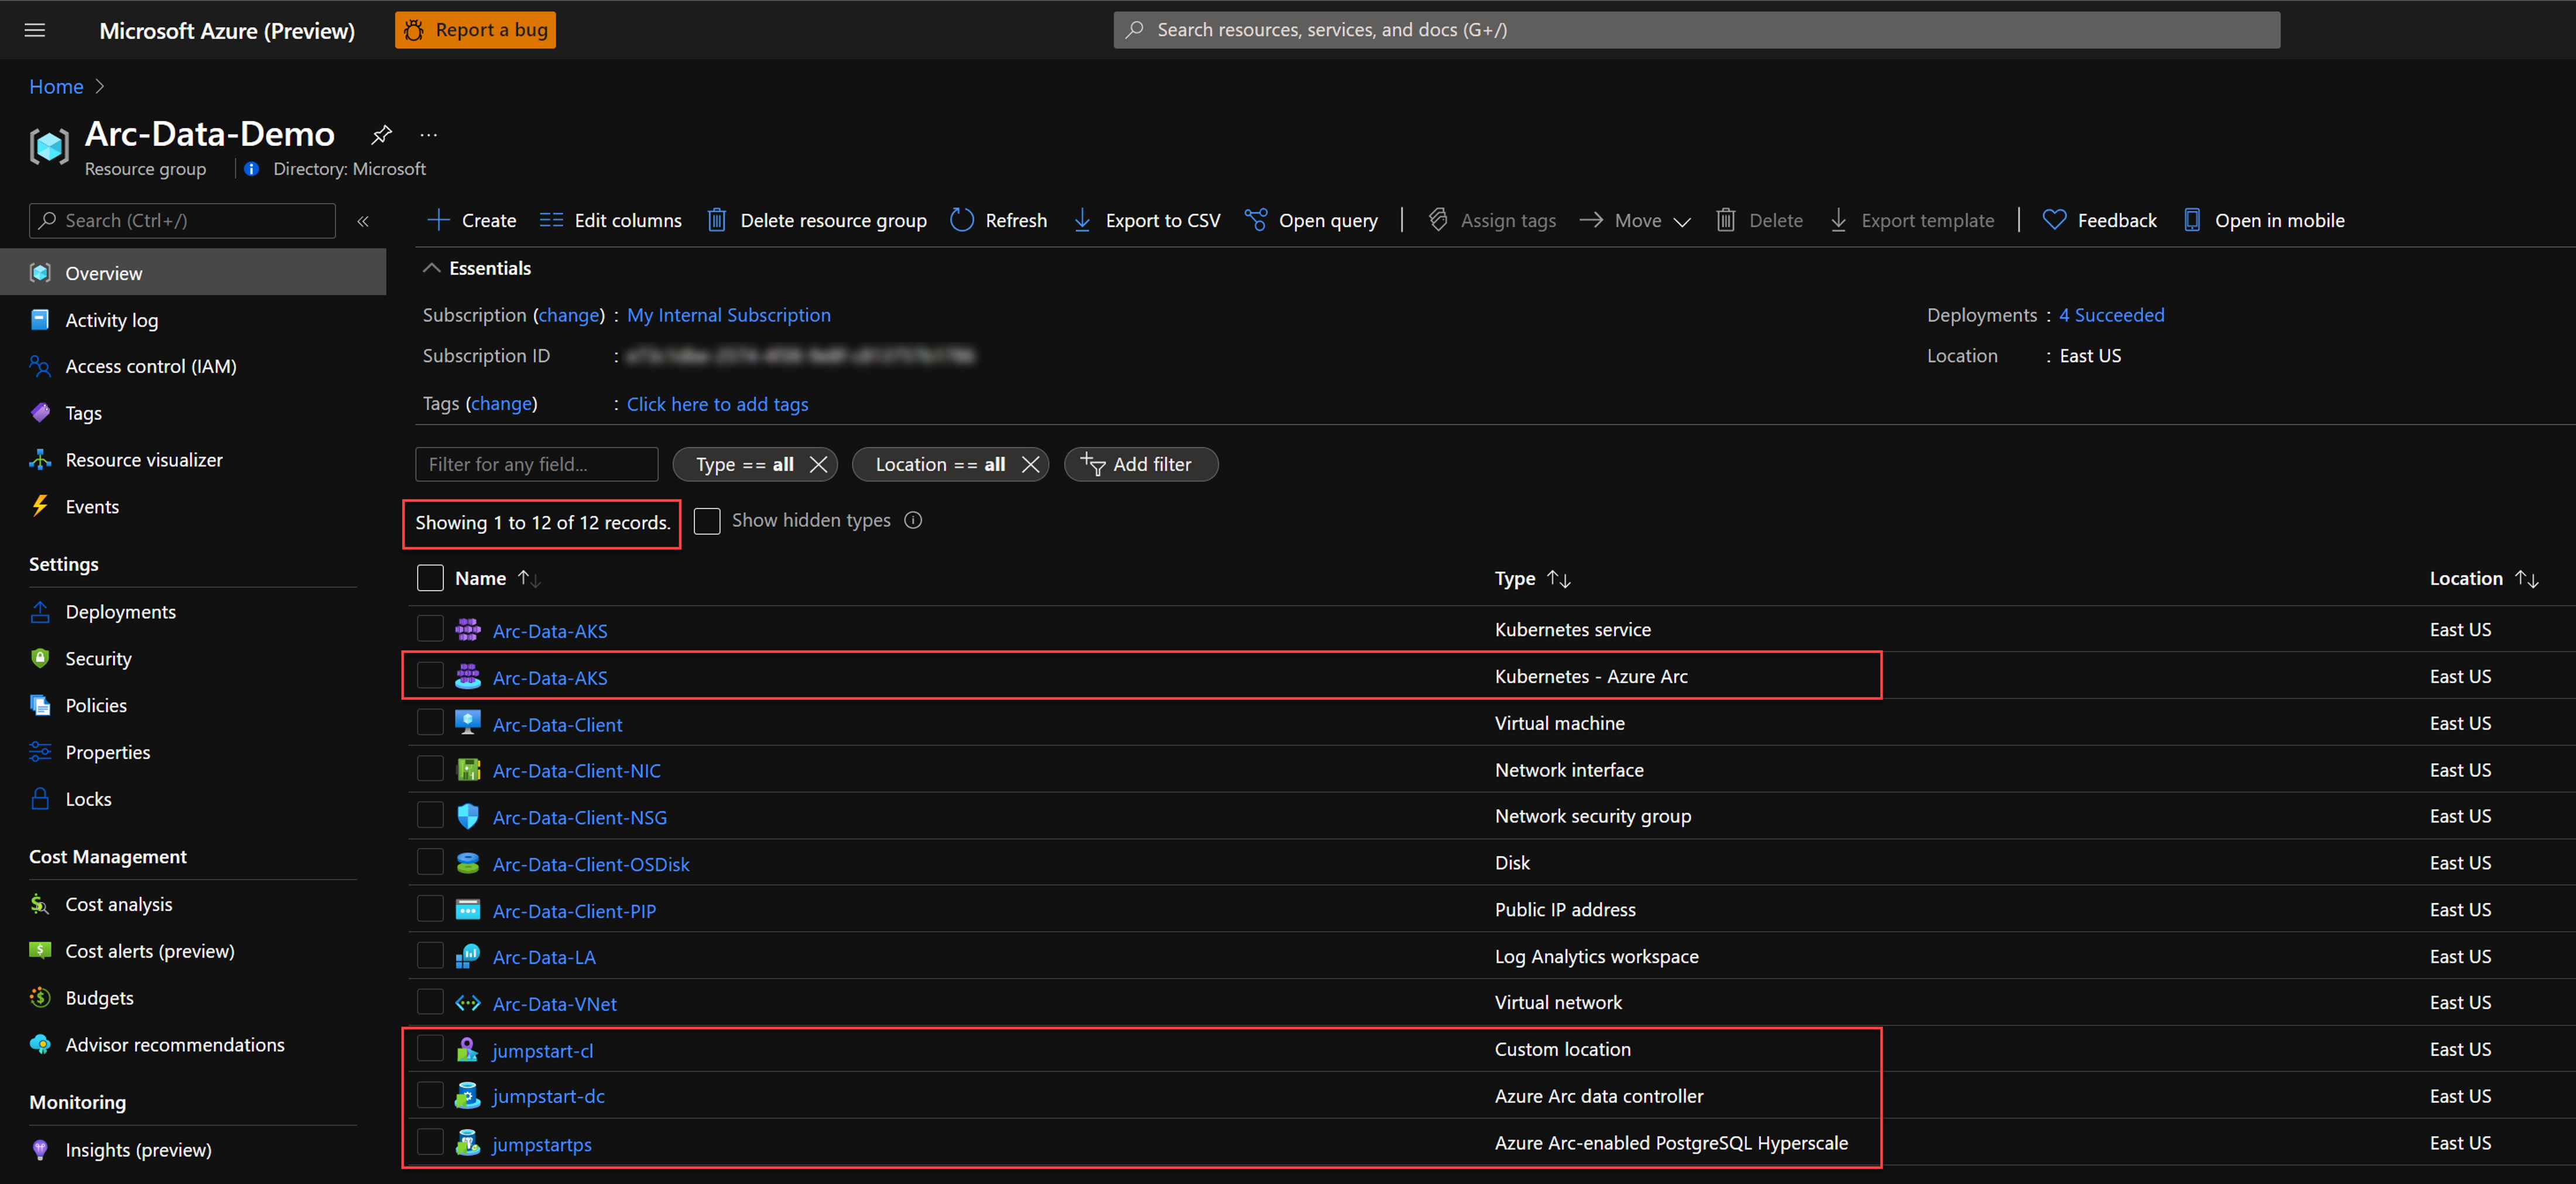 Microsoft Azure (Preview)
Report a bug
Search resources, services, and docs (G+/)
Home
Arc-Data-Demo
...
Resource group
Directory: Microsoft
Search (Ctrl+/)
«
Create
Edit columns
Delete resource group
Refresh
Export to CSV
Open query
Assign tags
Move
Delete
Export template
Feedback
Open in mobile
Overview
Activity log
Access control (IAM)
Tags
Resource visualizer
Events
Settings
Deployments
Security
Policies
Properties
Locks
Cost Management
Cost analysis
Cost alerts (preview)
Budgets
Advisor recommendations
Monitoring
Insights (preview)
Essentials
Subscription (change) : My Internal Subscription
Deployments : 4 Succeeded
Subscription ID :
Location : East US
Tags (change) : Click here to add tags
Filter for any field...
Type == all
Location == all
Add filter
Showing 1 to 12 of 12 records.
Show hidden types
Name Type Location
Arc-Data-AKS Kubernetes service East US
Arc-Data-AKS Kubernetes - Azure Arc East US
Arc-Data-Client Virtual machine East US
Arc-Data-Client-NIC Network interface East US
Arc-Data-Client-NSG Network security group East US
Arc-Data-Client-OSDisk Disk East US
Arc-Data-Client-PIP Public IP address East US
Arc-Data-LA Log Analytics workspace East US
Arc-Data-VNet Virtual network East US
jumpstart-cl Custom location East US
jumpstart-dc Azure Arc data controller East US
jumpstartps Azure Arc-enabled PostgreSQL Hyperscale East US